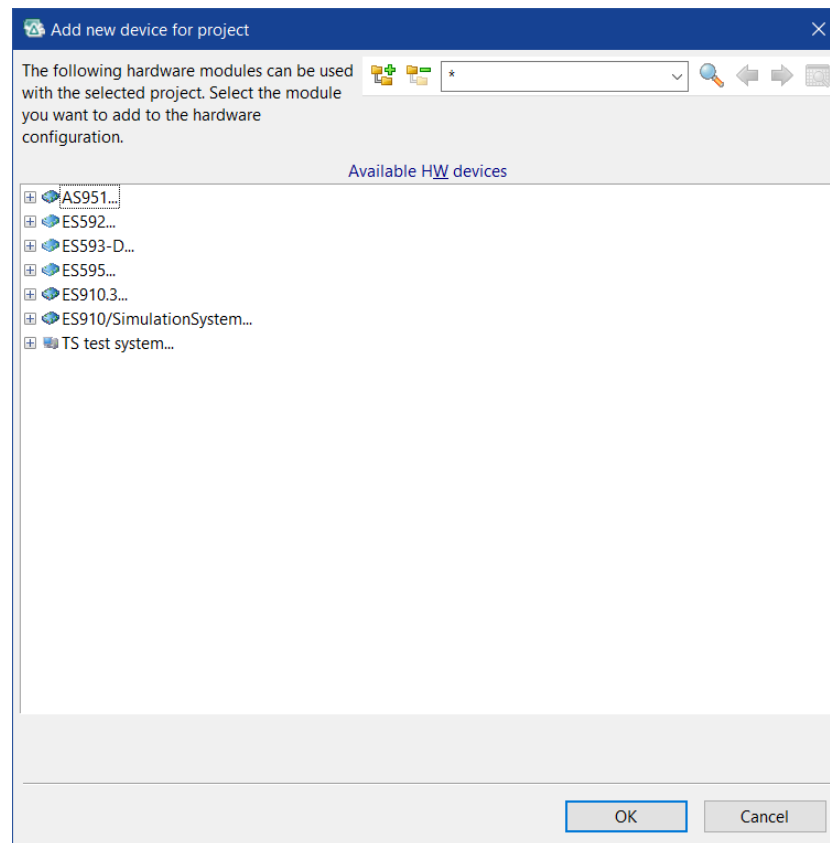 Add new device for project
The following hardware modules can be used
with the selected project. Select the module
you want to add to the hardware
configuration.
*
Available HW devices
AS951...
ES592...
ES593-D...
ES595...
ES910.3...
ES910/SimulationSystem...
TS test system...
OK
Cancel